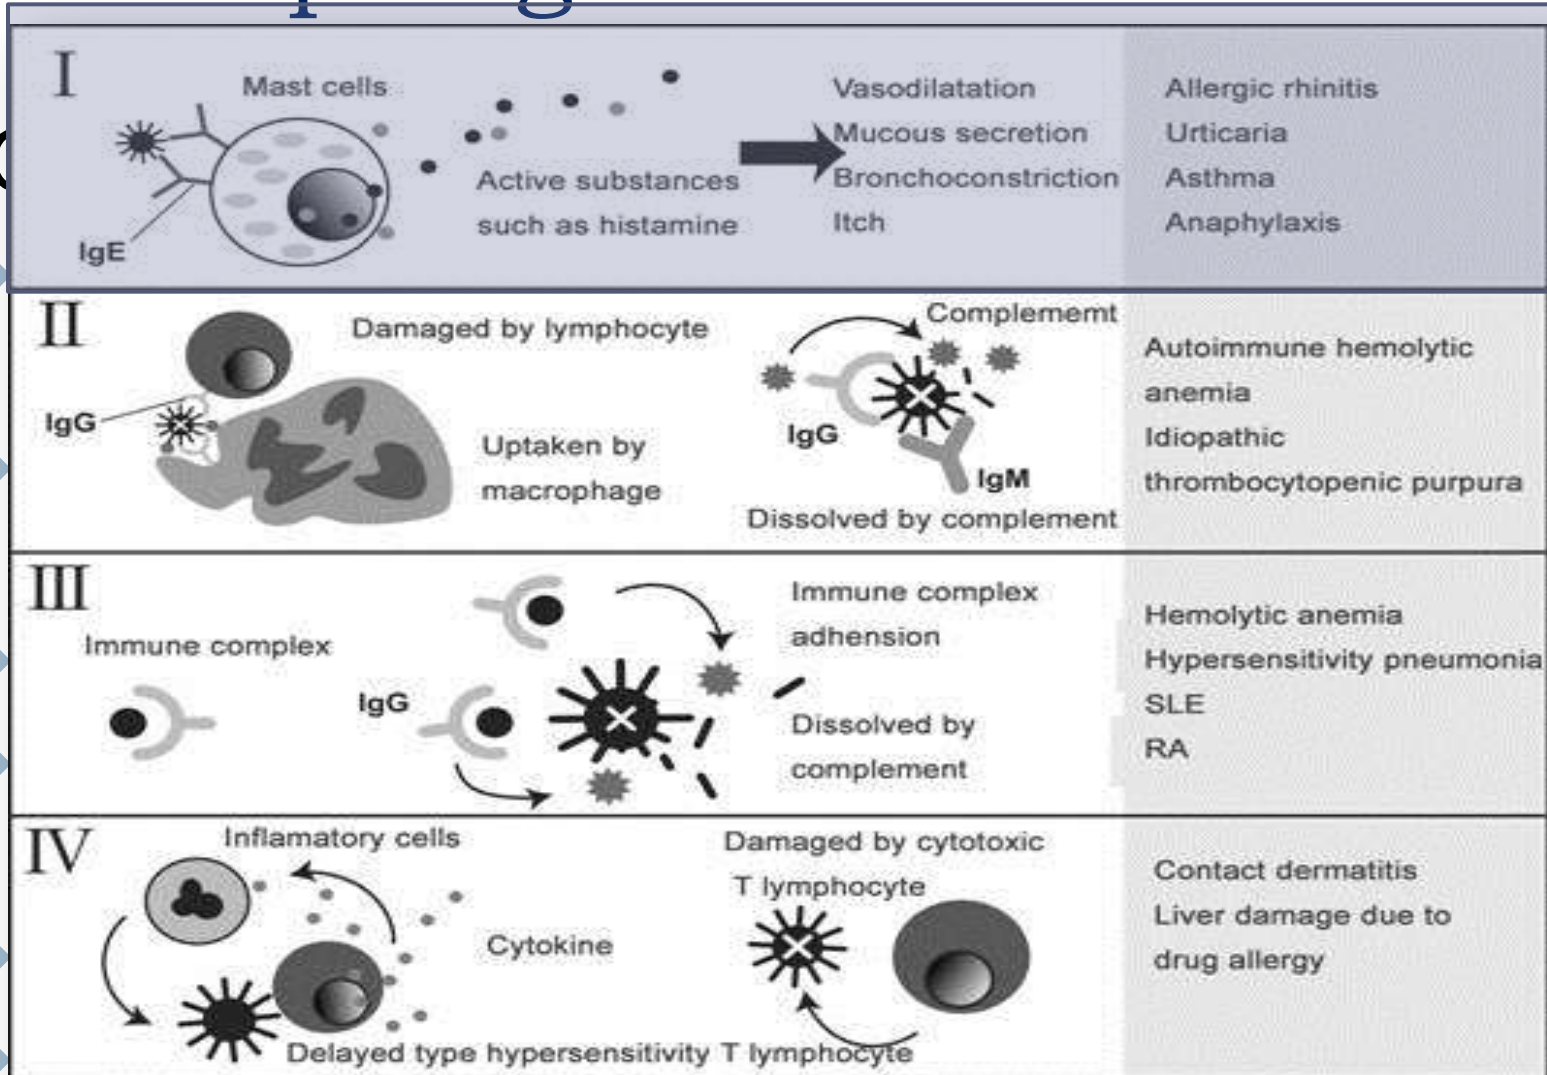 I
Mast cells
IgE
Active substances
such as histamine
Vasodilatation
Mucous secretion
Bronchoconstriction
Itch
Allergic rhinitis
Urticaria
Asthma
Anaphylaxis
II
Damaged by lymphocyte
IgG
Uptaken by
macrophage
Complememt
IgG
IgM
Dissolved by complement
Autoimmune hemolytic
anemia
Idiopathic
thrombocytopenic purpura
III
Immune complex
IgG
Immune complex
adhension
Dissolved by
complement
Hemolytic anemia
Hypersensitivity pneumonia
SLE
RA
IV
Inflamatory cells
Cytokine
Delayed type hypersensitivity T lymphocyte
Damaged by cytotoxic
T lymphocyte
Contact dermatitis
Liver damage due to
drug allergy